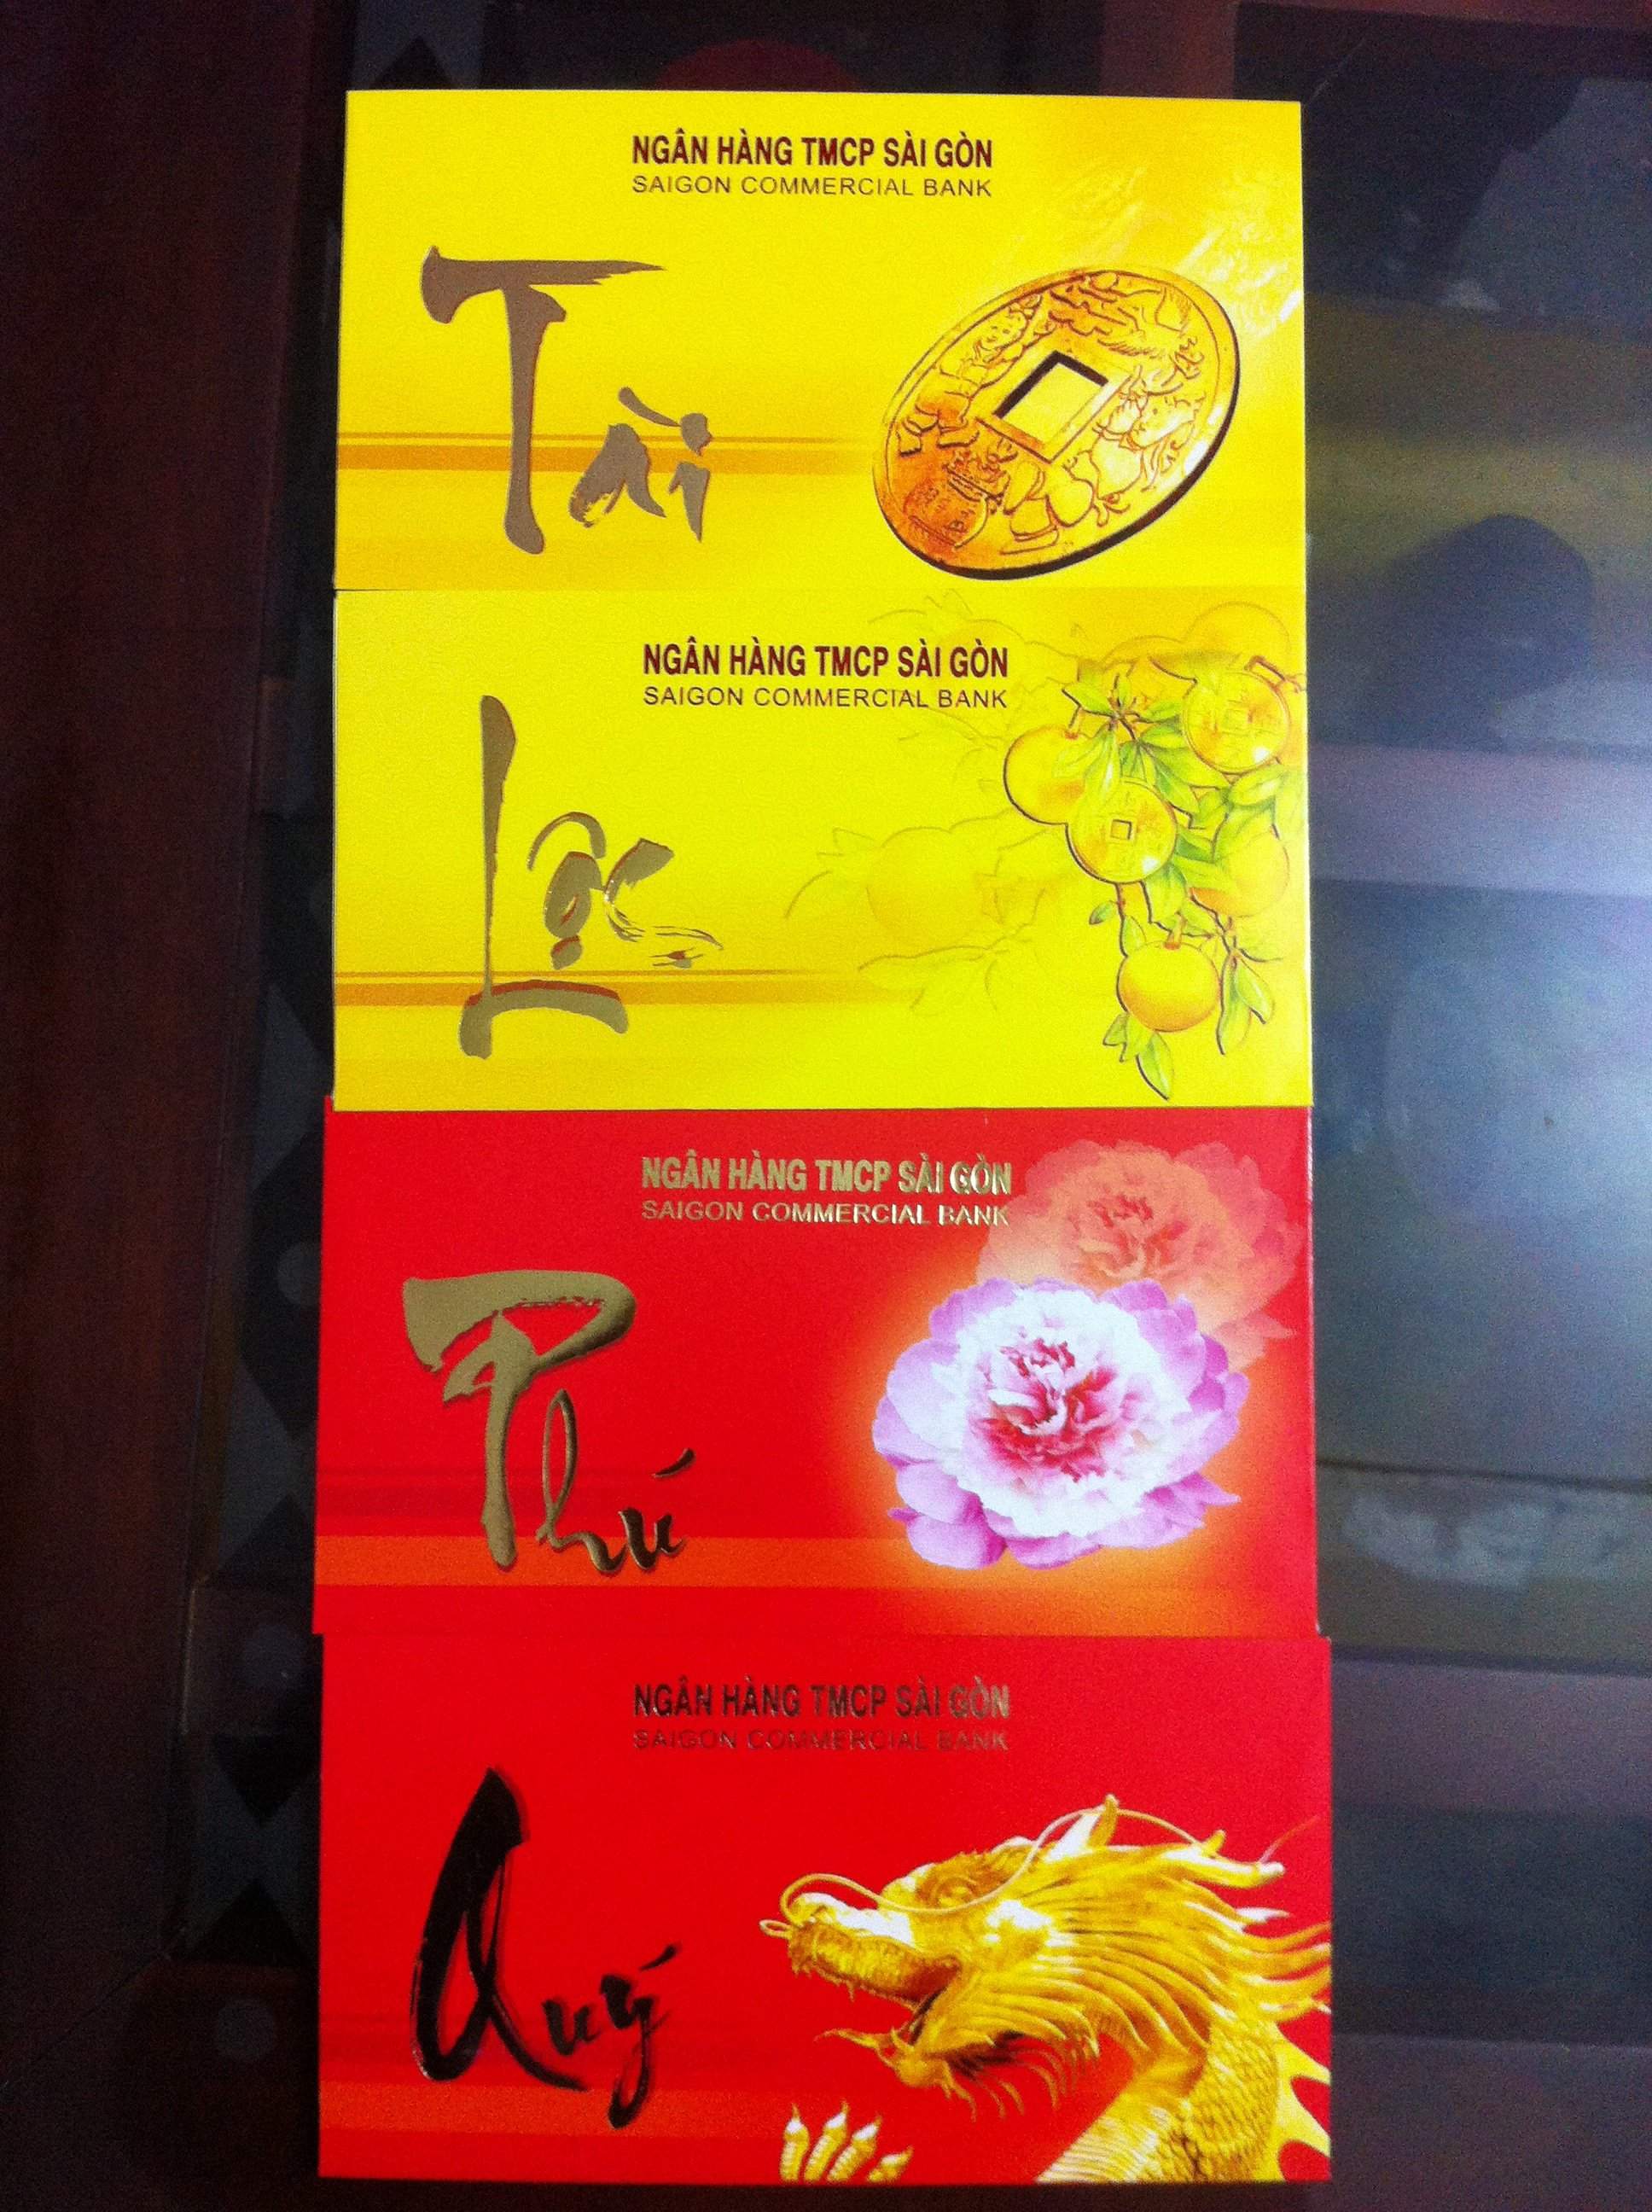 NGÂN HÀNG TMCP SÀI GÒN
SAIGON COMMERCIAL BANK
Tài
NGÂN HÀNG TMCP SÀI GÒN
SAIGON COMMERCIAL BANK
Lộc
NGÂN HÀNG TMCP SÀI GÒN
SAIGON COMMERCIAL BANK
Phú
NGÂN HÀNG TMCP SÀI GÒN
SAIGON COMMERCIAL BANK
Quý